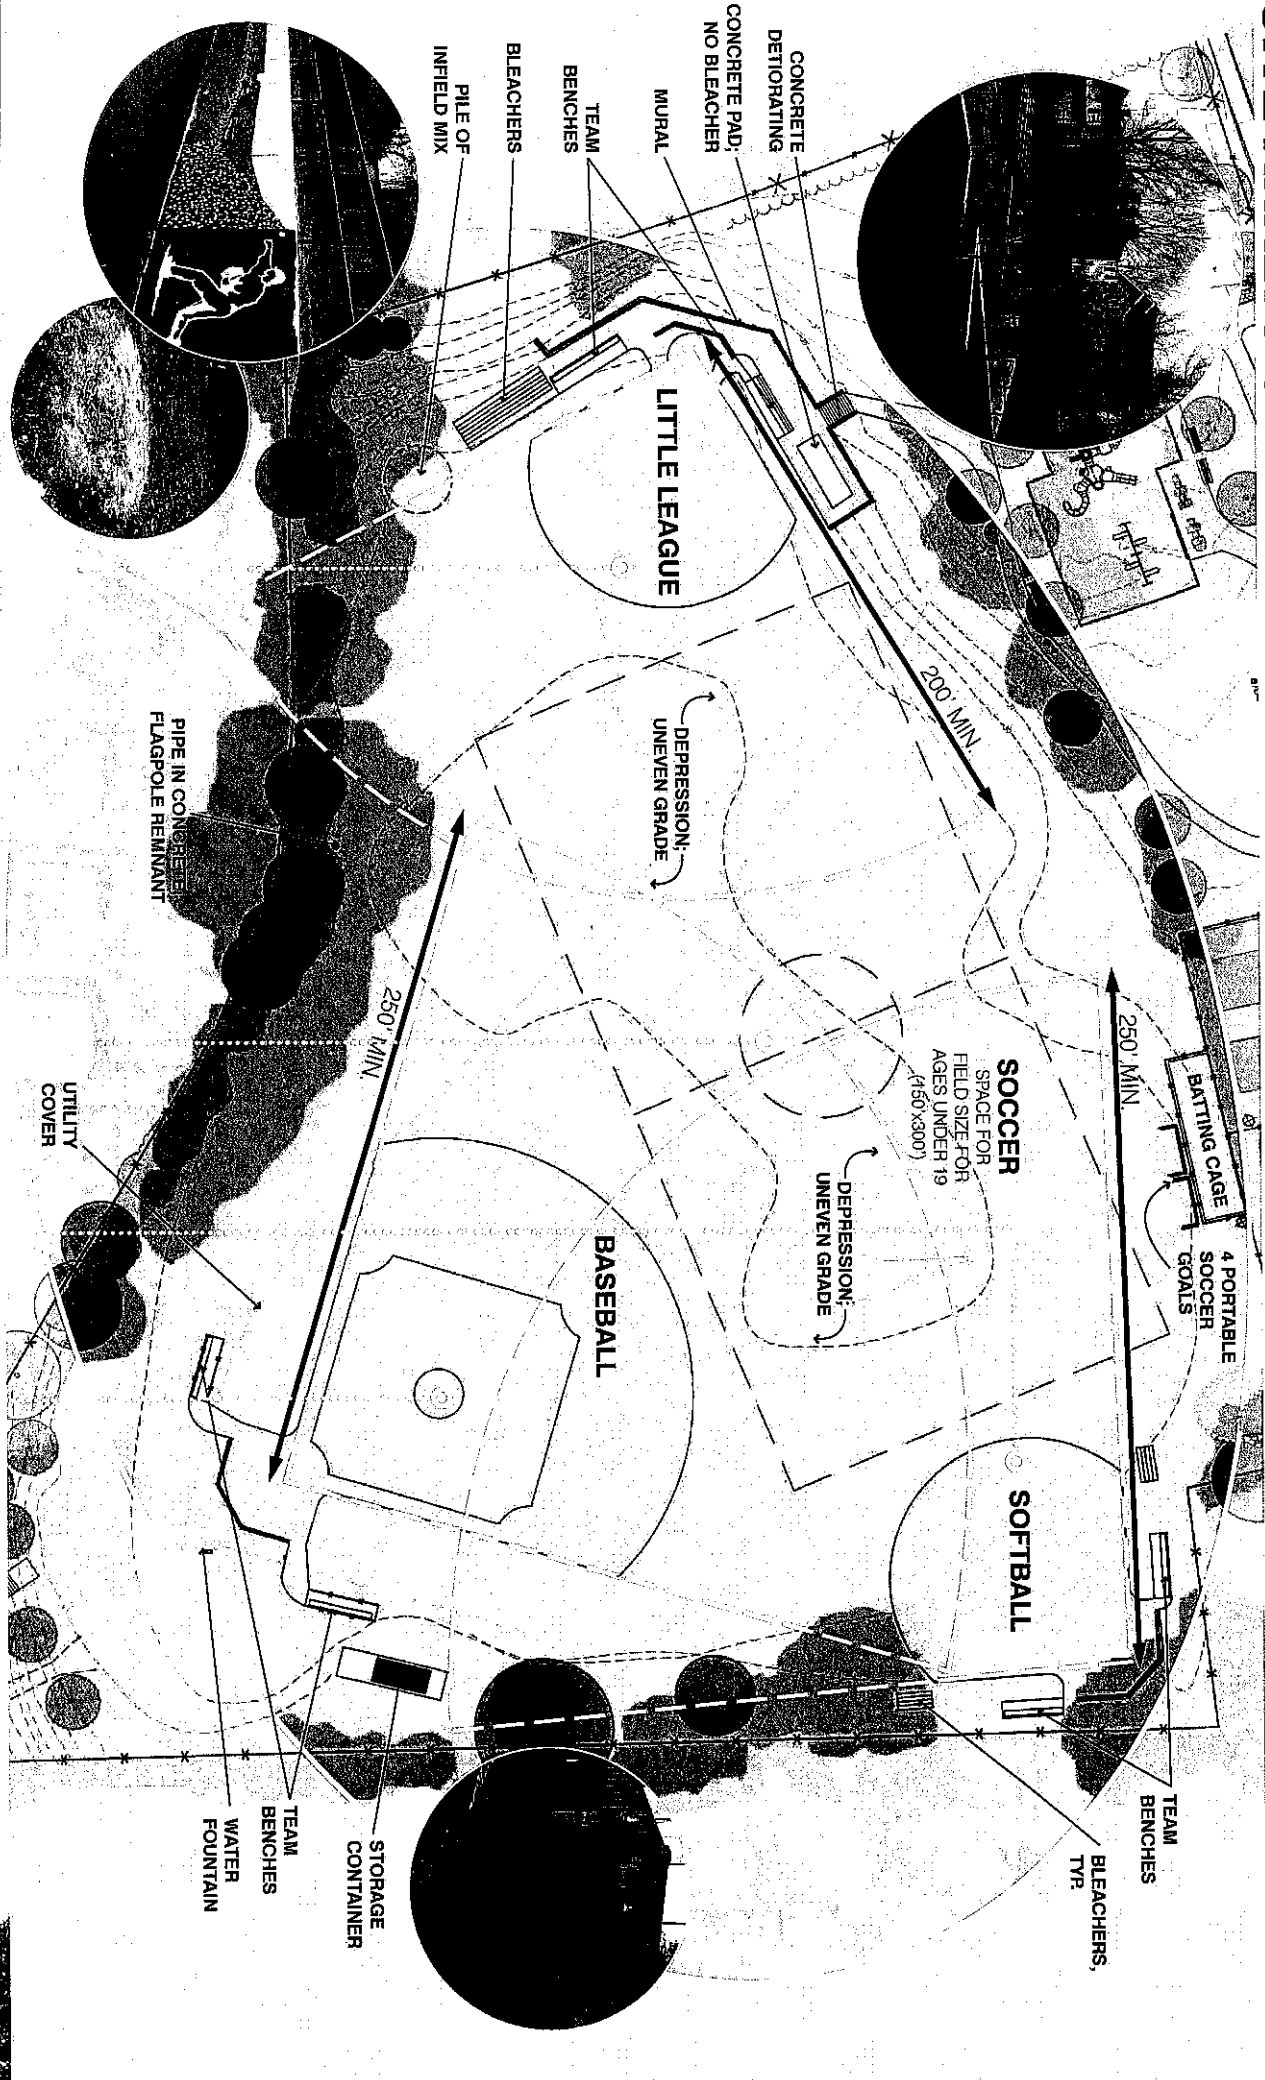 CONCRETE
DETIORATING
CONCRETE PAD;
NO BLEACHER
MURAL
TEAM
BENCHES
BLEACHERS
PILE OF
INFIELD MIX
LITTLE LEAGUE
200' MIN.
DEPRESSION;
UNEVEN GRADE
PIPE IN CONCRETE
FLAGPOLE REMNANT
250' MIN.
SOCCER
SPACE FOR
FIELD SIZE FOR
AGES UNDER 19
(150'x300')
250' MIN.
BATTING CAGE
4 PORTABLE
SOCCER
GOALS
DEPRESSION;
UNEVEN GRADE
UTILITY
COVER
BASEBALL
SOFTBALL
TEAM
BENCHES
BLEACHERS,
TYP.
STORAGE
CONTAINER
TEAM
BENCHES
WATER
FOUNTAIN